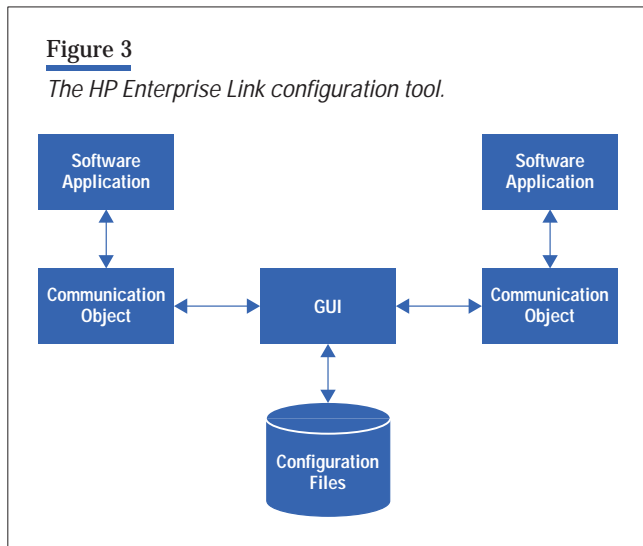 Figure 3
The HP Enterprise Link configuration tool.
Software
Application
Software
Application
Communication
Object
GUI
Communication
Object
Configuration
Files